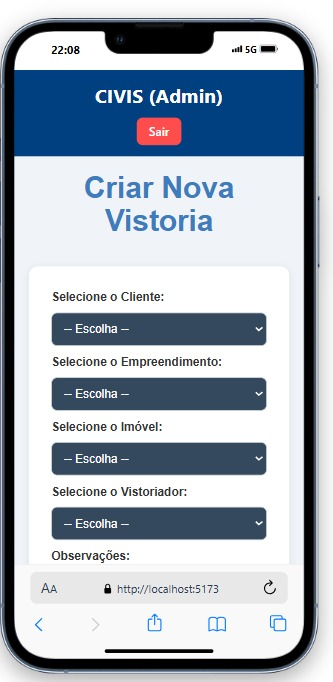 22:08
5G
CIVIS (Admin)
Sair
Criar Nova
Vistoria
Selecione o Cliente:
-- Escolha --
Selecione o Empreendimento:
-- Escolha --
Selecione o Imóvel:
-- Escolha --
Selecione o Vistoriador:
-- Escolha --
Observações:
AA http://localhost:5173